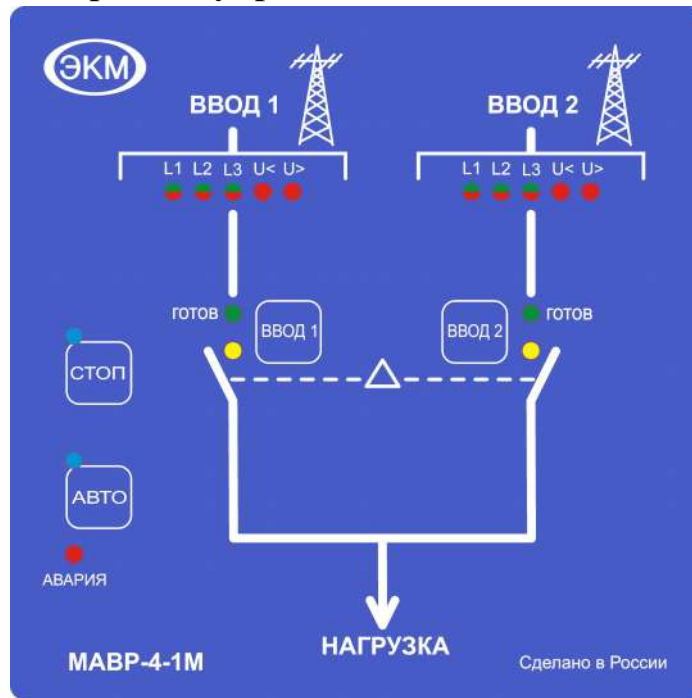 ЭКМ
ВВОД 1
ВВОД 2
L1 L2 L3 U< U>
L1 L2 L3 U< U>
ГОТОВ
ВВОД 1
ВВОД 2
ГОТОВ
СТОП
АВТО
АВАРИЯ
НАГРУЗКА
МАВР-4-1М
Сделано в России